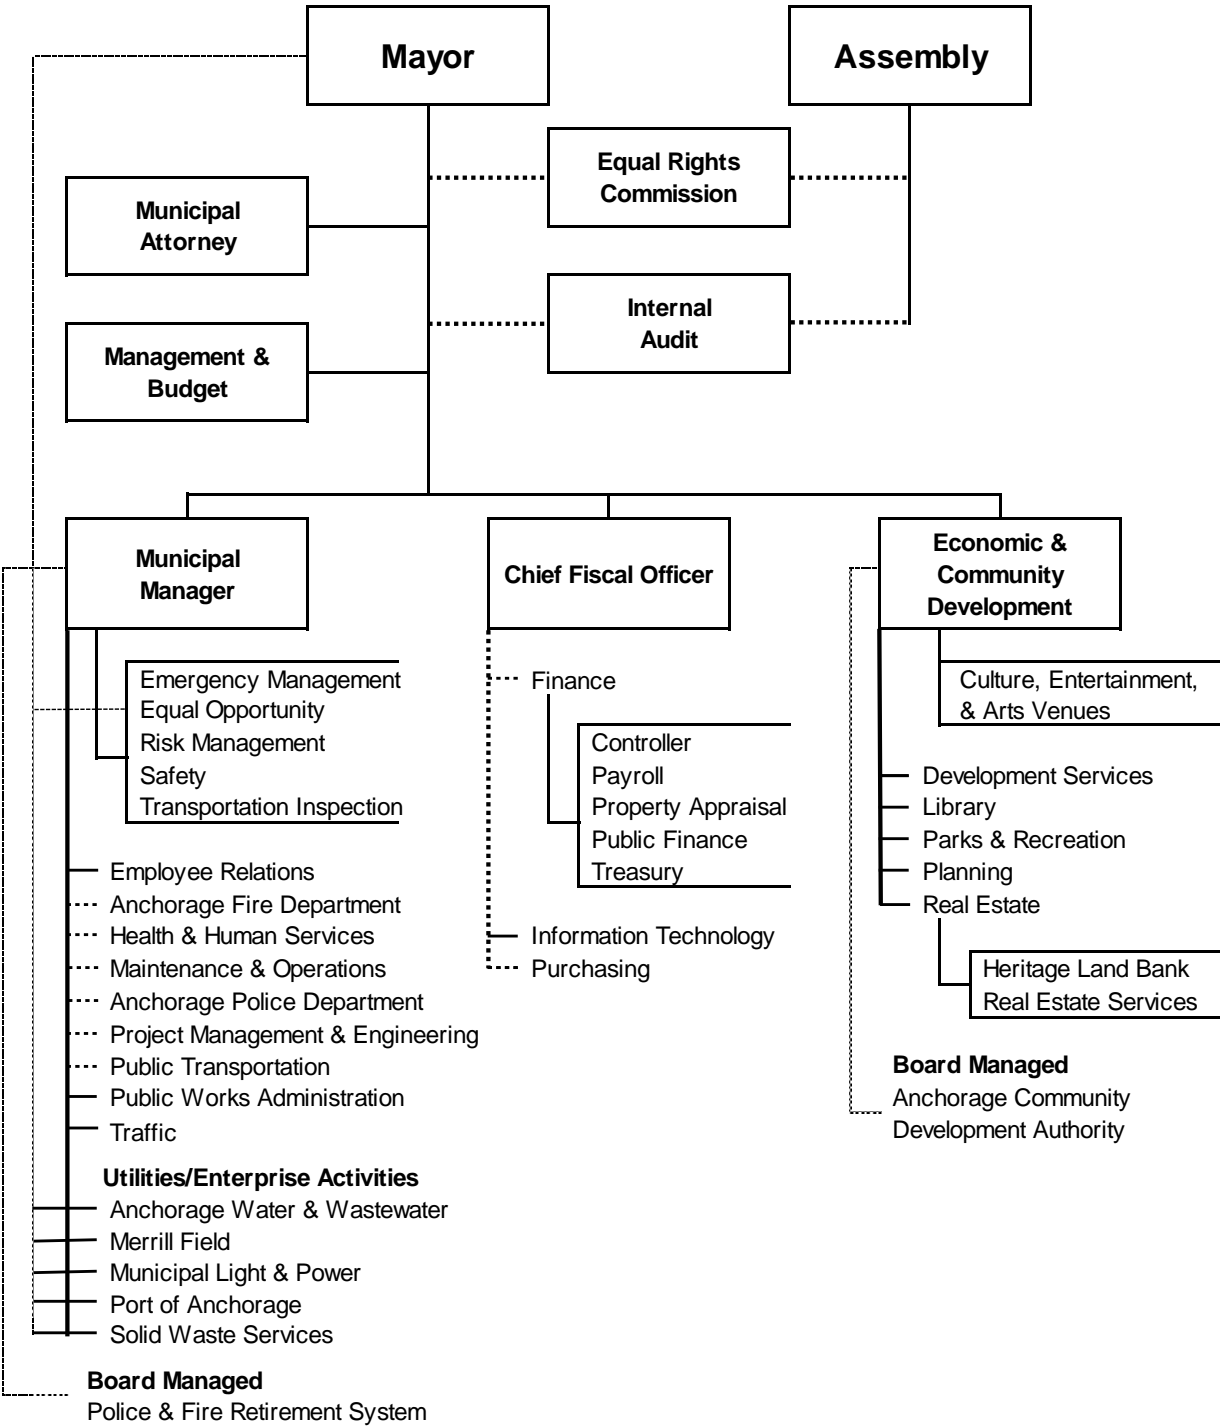 Mayor
Assembly
Equal Rights
Commission
Municipal
Attorney
Internal
Audit
Management &
Budget
Municipal
Manager
Chief Fiscal Officer
Economic &
Community
Development
Emergency Management
Equal Opportunity
Risk Management
Safety
Transportation Inspection
Employee Relations
Anchorage Fire Department
Health & Human Services
Maintenance & Operations
Anchorage Police Department
Project Management & Engineering
Public Transportation
Public Works Administration
Traffic
Utilities/Enterprise Activities
Anchorage Water & Wastewater
Merrill Field
Municipal Light & Power
Port of Anchorage
Solid Waste Services
Board Managed
Police & Fire Retirement System
Finance
Controller
Payroll
Property Appraisal
Public Finance
Treasury
Information Technology
Purchasing
Culture, Entertainment,
& Arts Venues
Development Services
Library
Parks & Recreation
Planning
Real Estate
Heritage Land Bank
Real Estate Services
Board Managed
Anchorage Community
Development Authority